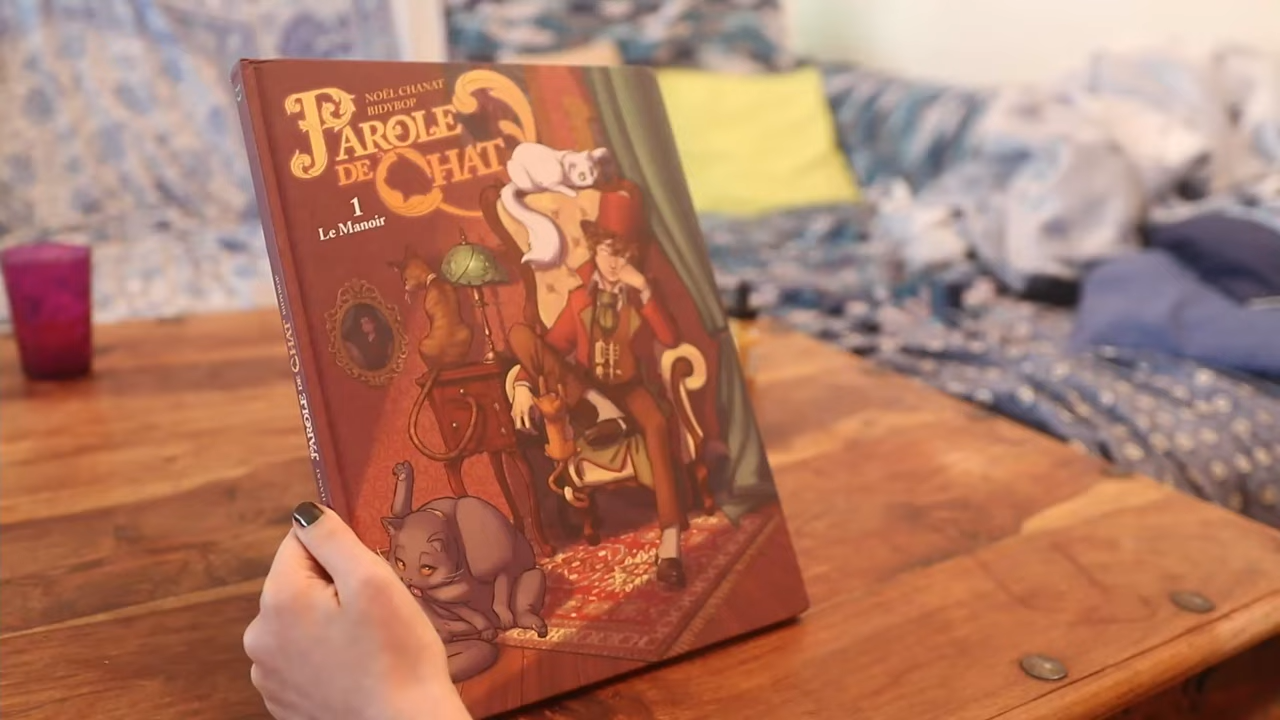 NOËL CHANAT
BIDYBOP
PAROLE
DE CHAT
1
Le Manoir
PAROLE DE CHAT